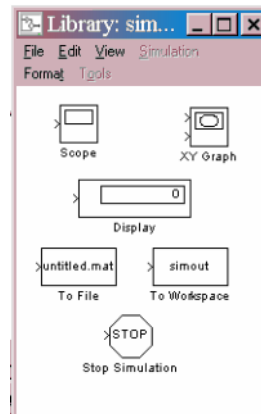 Library: sim...
File Edit View Simulation
Format Tools
Scope
XY Graph
0
Display
untitled.mat
simout
To File
To Workspace
STOP
Stop Simulation